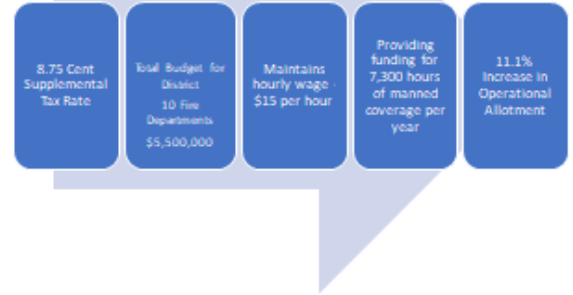 8.75 Cent
Supplemental
Tax Rate
Total Budget for
District
10 Fire
Departments
$5,500,000
Maintains
hourly wage -
$15 per hour
Providing
funding for
7,300 hours
of manned
coverage per
year
11.1%
Increase in
Operational
Allotment